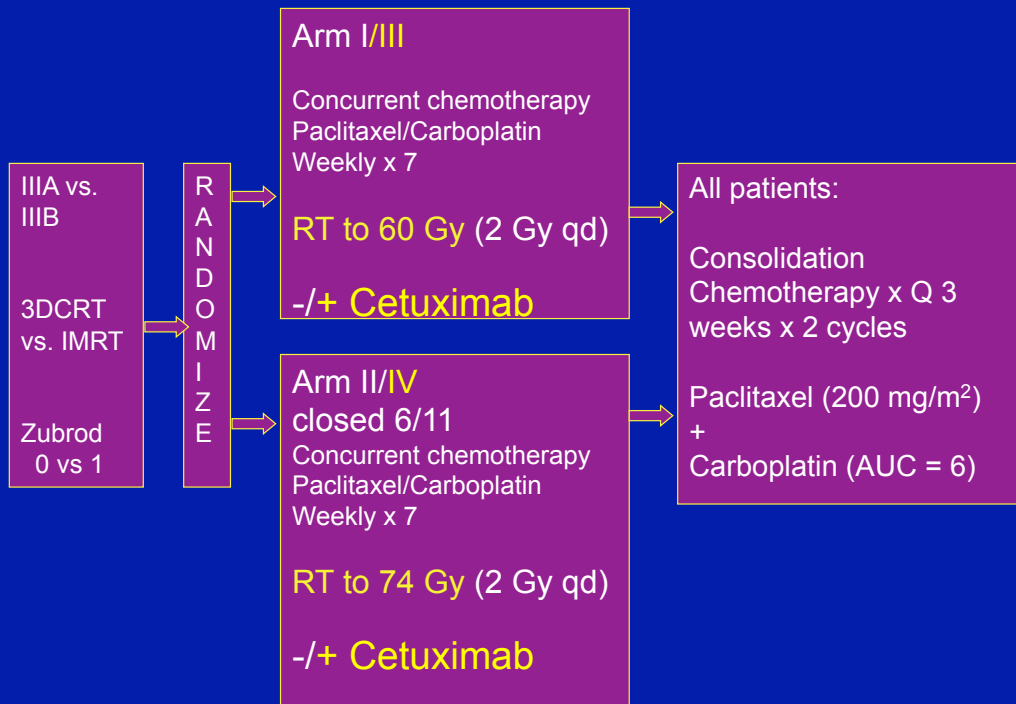 IIIA vs.
IIIB
3DCRT
vs. IMRT
Zubrod
0 vs 1
R
A
N
D
O
M
I
Z
E
Arm I/III
Concurrent chemotherapy
Paclitaxel/Carboplatin
Weekly x 7
RT to 60 Gy (2 Gy qd)
-/+ Cetuximab
Arm II/IV
closed 6/11
Concurrent chemotherapy
Paclitaxel/Carboplatin
Weekly x 7
RT to 74 Gy (2 Gy qd)
-/+ Cetuximab
All patients:
Consolidation
Chemotherapy x Q 3
weeks x 2 cycles
Paclitaxel (200 mg/m²)
+
Carboplatin (AUC = 6)